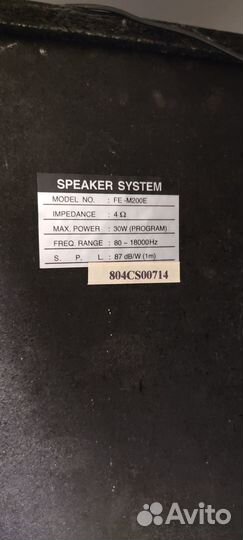 SPEAKER SYSTEM
MODEL NO. : FE-M200E
IMPEDANCE : 4 Ω
MAX. POWER : 30W (PROGRAM)
FREQ. RANGE : 80 ~ 16000Hz
S. P. L. : 87 dB/W (1m)
804CS00714
Avito